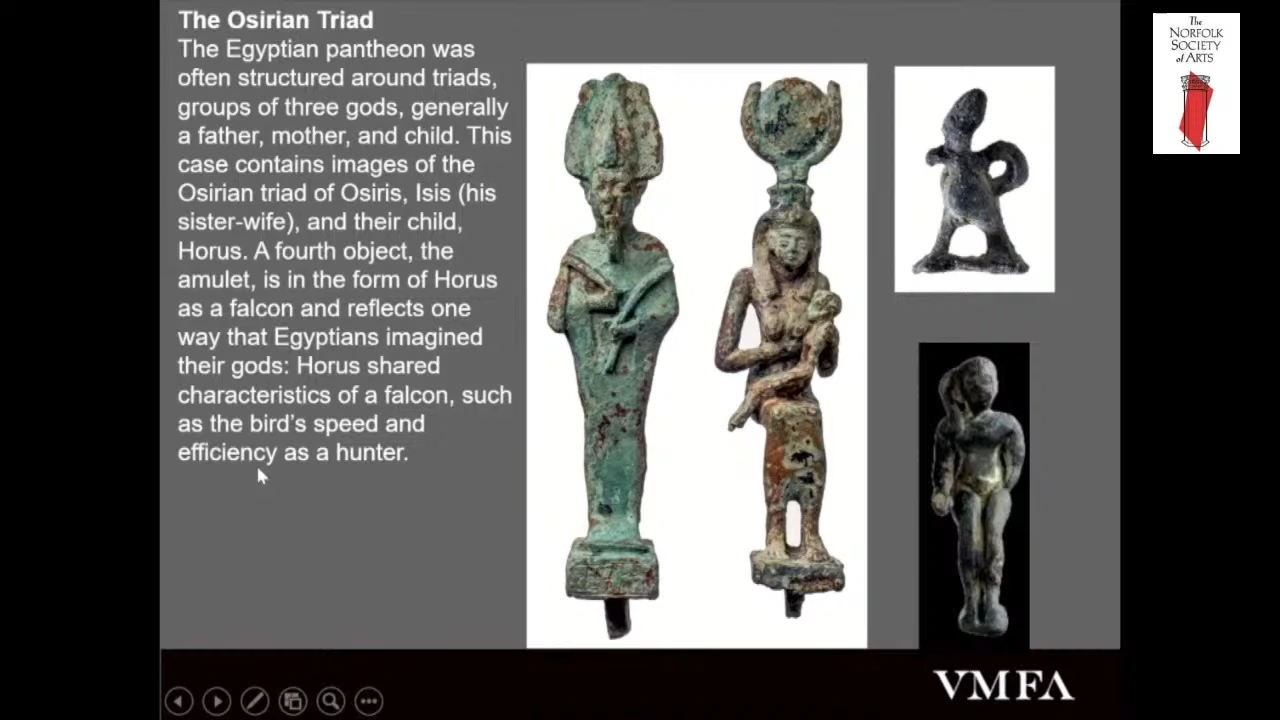 The Osirian Triad
The Egyptian pantheon was
often structured around triads,
groups of three gods, generally
a father, mother, and child. This
case contains images of the
Osirian triad of Osiris, Isis (his
sister-wife), and their child,
Horus. A fourth object, the
amulet, is in the form of Horus
as a falcon and reflects one
way that Egyptians imagined
their gods: Horus shared
characteristics of a falcon, such
as the bird's speed and
efficiency as a hunter.
The
NORFOLK
SOCIETY
of ARTS
VMFA